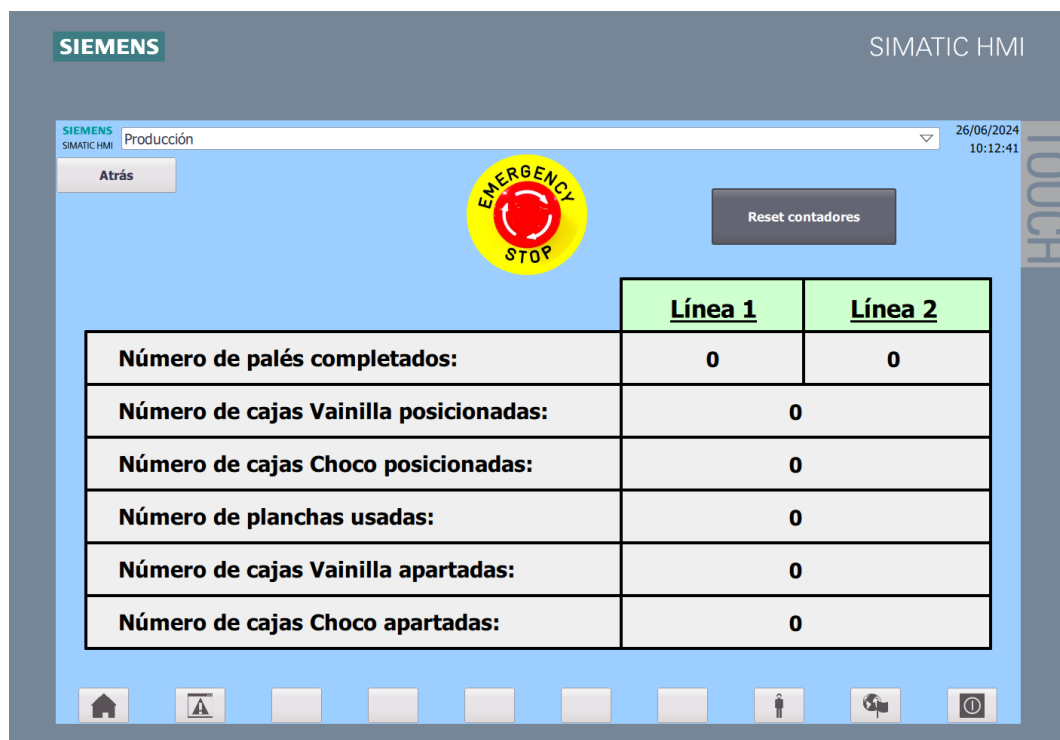 SIEMENS
SIMATIC HMI
SIEMENS
SIMATIC HMI
Producción
26/06/2024
10:12:41
TOUCH
Atrás
EMERGENCY
STOP
Reset contadores
Línea 1 Línea 2
Número de palés completados: 0 0
Número de cajas Vainilla posicionadas: 0
Número de cajas Choco posicionadas: 0
Número de planchas usadas: 0
Número de cajas Vainilla apartadas: 0
Número de cajas Choco apartadas: 0